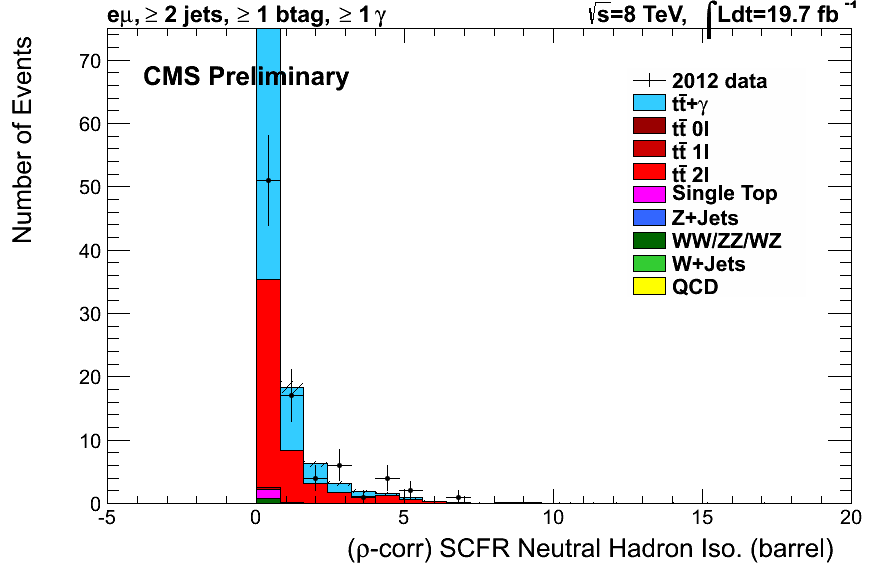 eμ, ≥ 2 jets, ≥ 1 btag, ≥ 1 γ
√s=8 TeV, ∫Ldt=19.7 fb⁻¹
CMS Preliminary
Number of Events
70
60
50
40
30
20
10
0
2012 data
tt̄+γ
tt̄ 0l
tt̄ 1l
tt̄ 2l
Single Top
Z+Jets
WW/ZZ/WZ
W+Jets
QCD
-5 0 5 10 15 20
(ρ-corr) SCFR Neutral Hadron Iso. (barrel)